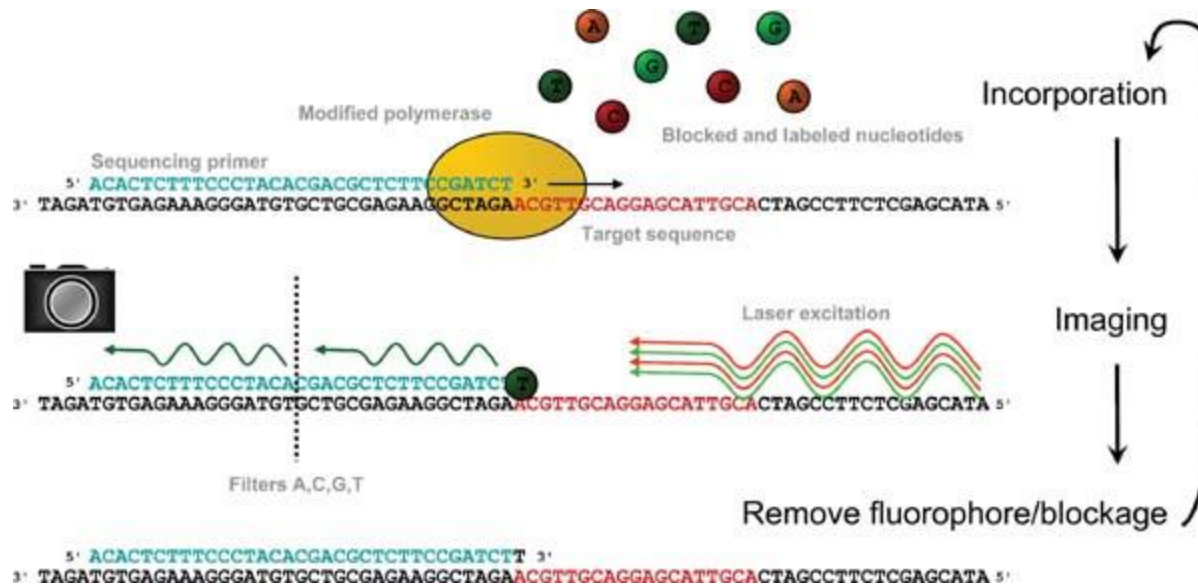 A T G
T G C A
C
Incorporation
Modified polymerase
Blocked and labeled nucleotides
Sequencing primer
5' ACACTCTTTCCCTACACGACGCTCTTCCGATCT 3'
3' TAGATGTGAGAAAGGGATGTGCTGCGAGAAGGCTAGAACGTTGCAGGAGCATTGCACTAGCCTTCTCGAGCATA 5'
Target sequence
Laser excitation
Imaging
5' ACACTCTTTCCCTACACGACGCTCTTCCGATCT T
3' TAGATGTGAGAAAGGGATGTGCTGCGAGAAGGCTAGAACGTTGCAGGAGCATTGCACTAGCCTTCTCGAGCATA 5'
Filters A,C,G,T
Remove fluorophore/blockage
5' ACACTCTTTCCCTACACGACGCTCTTCCGATCTT 3'
3' TAGATGTGAGAAAGGGATGTGCTGCGAGAAGGCTAGAACGTTGCAGGAGCATTGCACTAGCCTTCTCGAGCATA 5'